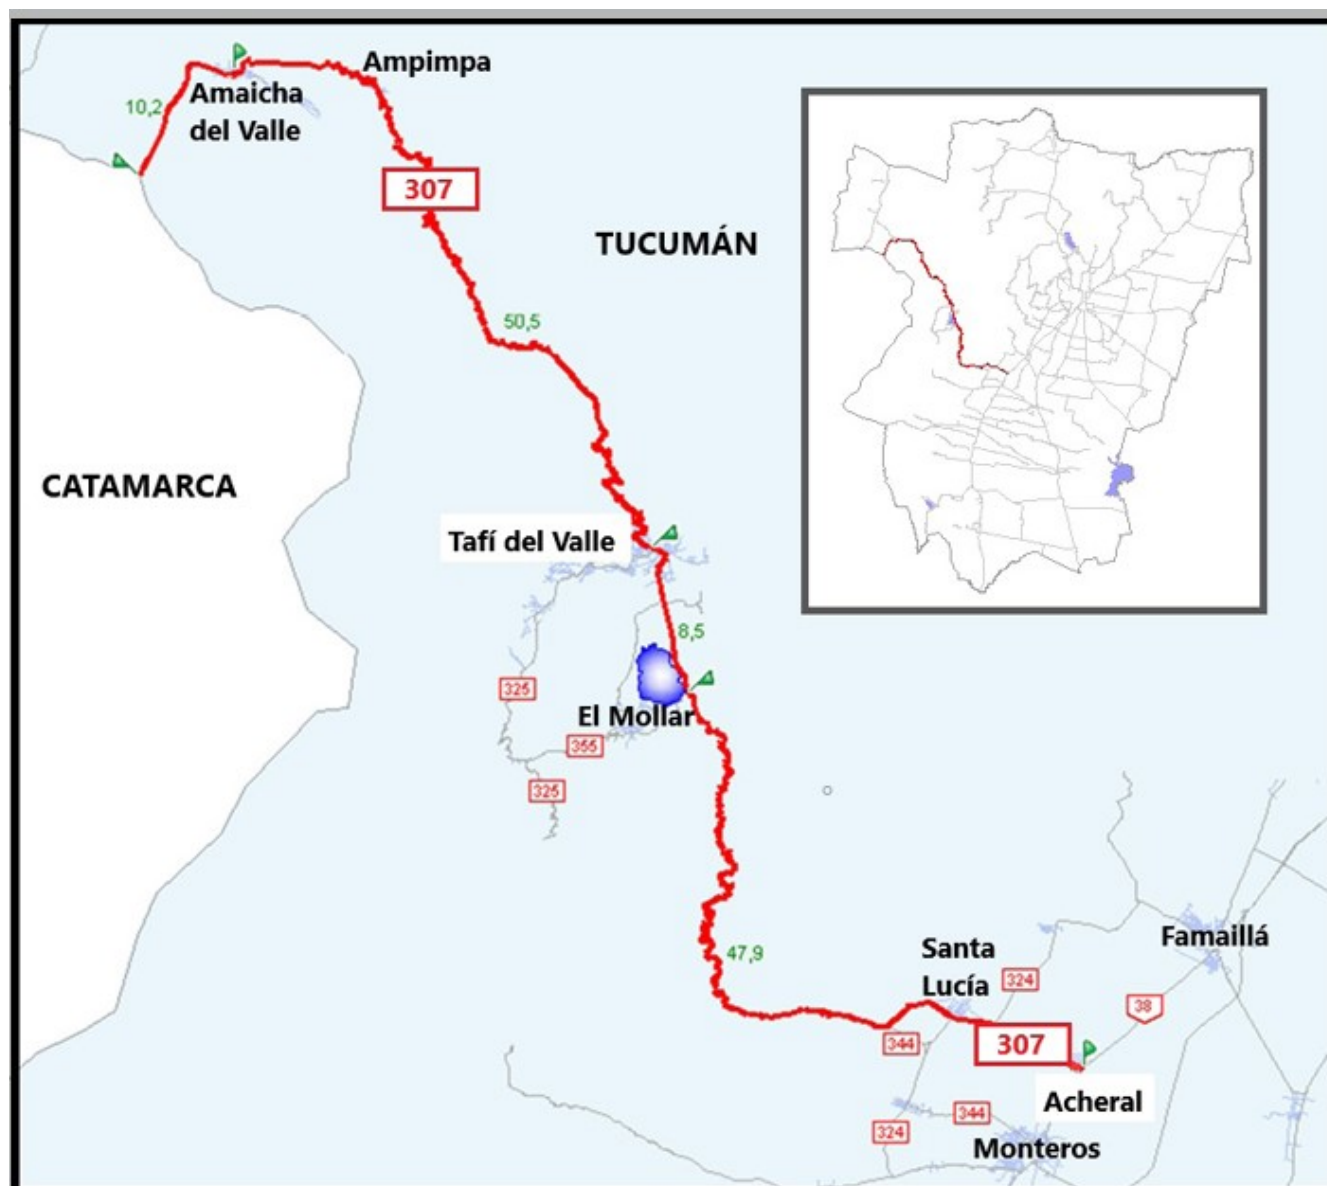 Ampimpa
Amaicha
del Valle
10,2
307
TUCUMÁN
50,5
CATAMARCA
Tafí del Valle
8,5
325
El Mollar
355
325
47,9
Santa
Lucía
Famaillá
324
38
344
307
Acheral
344
324
Monteros